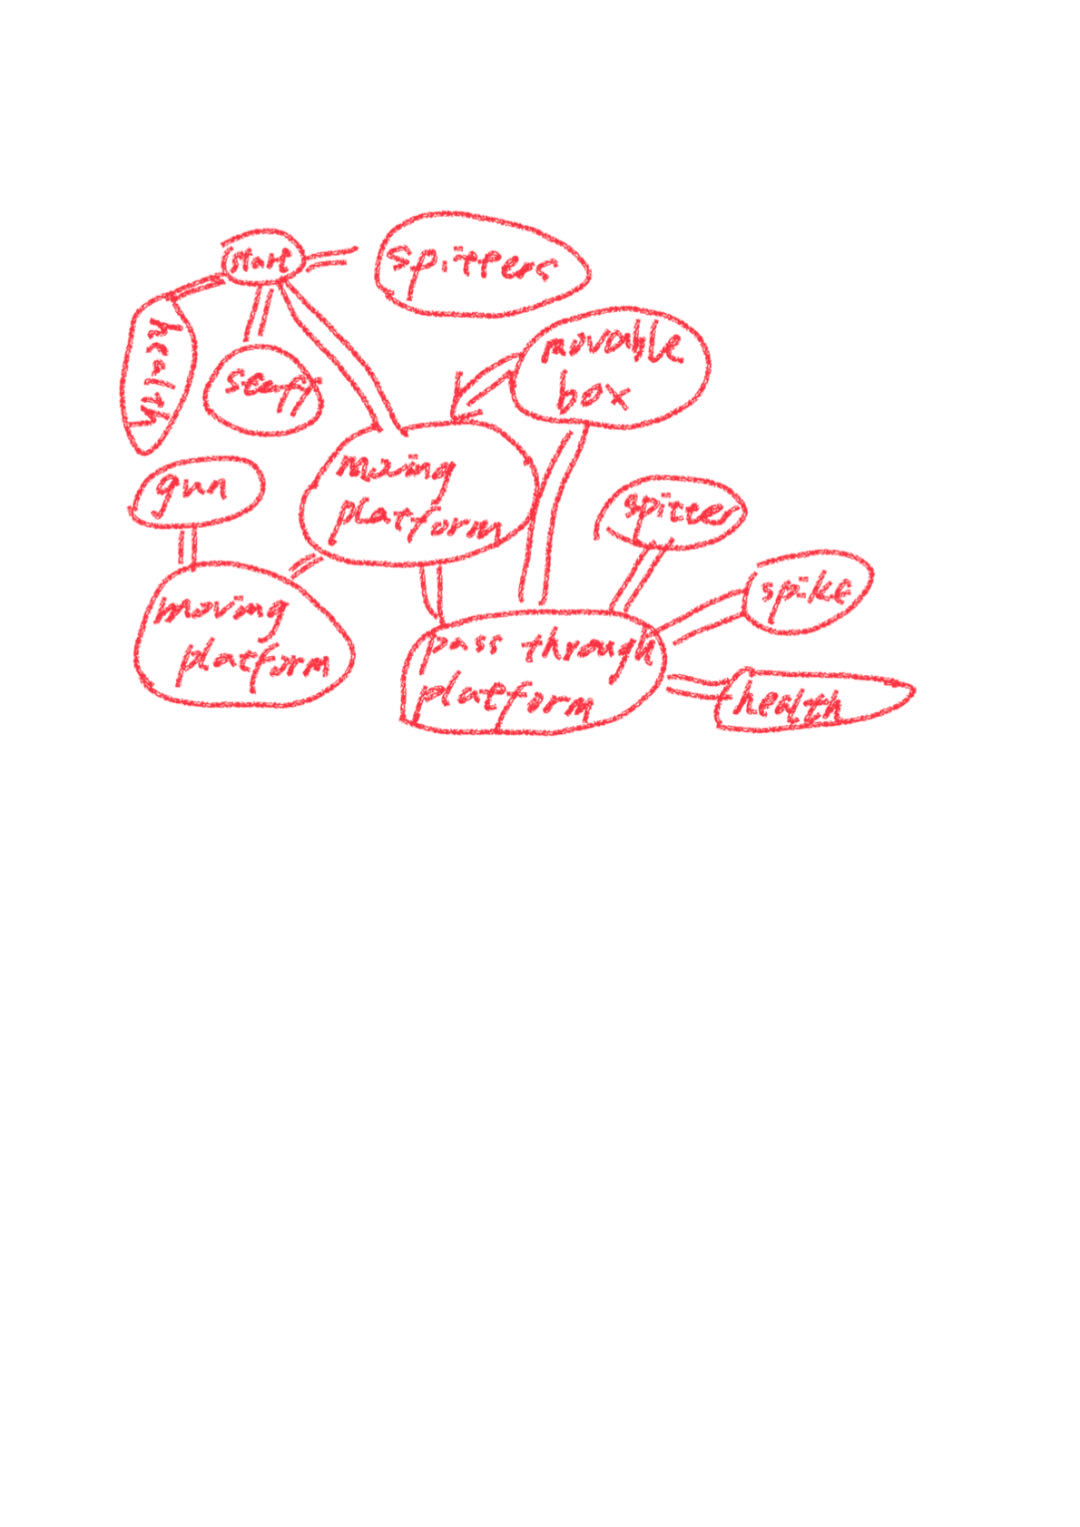 start
spitters
health
staff
movable
box
moving
platform
gun
spitter
spike
moving
platform
pass through
platform
health